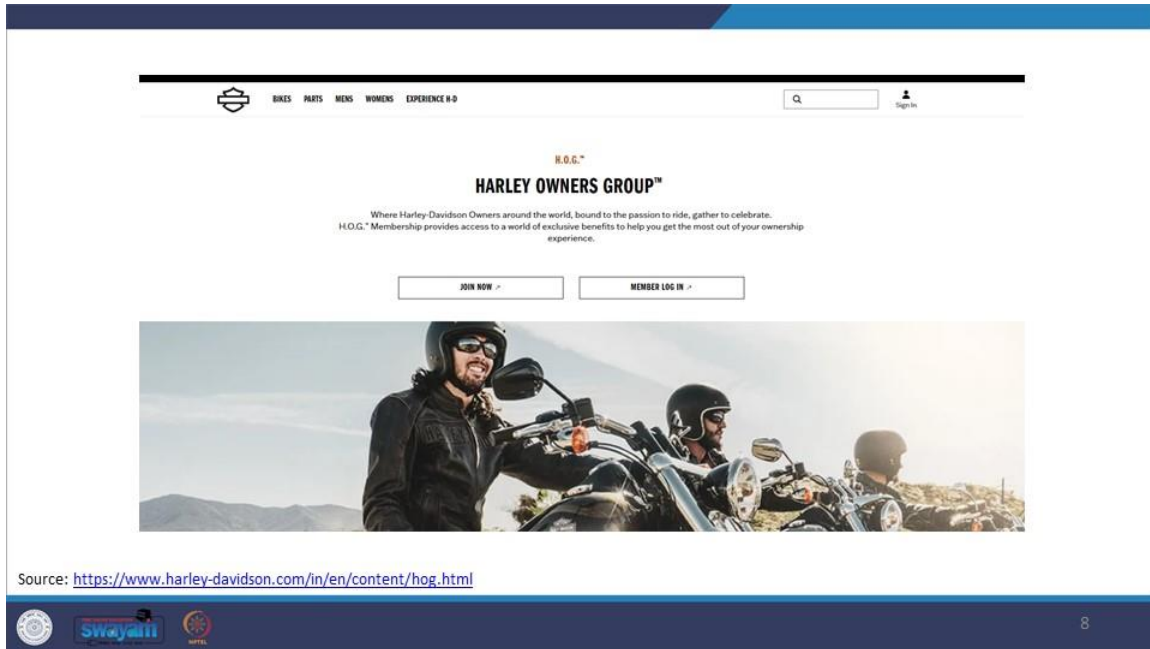 BIKES PARTS MENS WOMENS EXPERIENCE H-D
Sign In
H.O.G.™
HARLEY OWNERS GROUP™
Where Harley-Davidson Owners around the world, bound to the passion to ride, gather to celebrate.
H.O.G.™ Membership provides access to a world of exclusive benefits to help you get the most out of your ownership
experience.
JOIN NOW ↗
MEMBER LOG IN ↗
Source: https://www.harley-davidson.com/in/en/content/hog.html
swayam
NPTEL
8